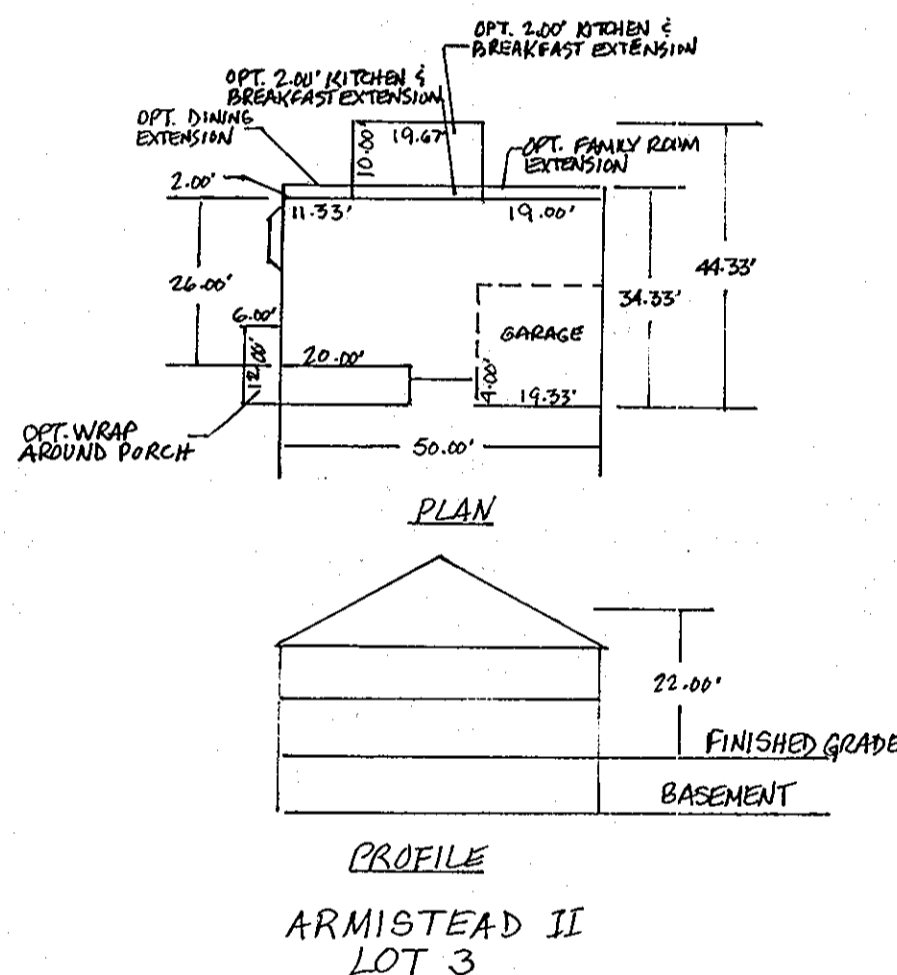 OPT. 2.00' KITCHEN &
BREAKFAST EXTENSION
OPT. 2.00' KITCHEN &
BREAKFAST EXTENSION
OPT. DINING
EXTENSION
10.00'
19.67'
OPT. FAMILY ROOM
EXTENSION
2.00'
11.33'
19.00'
26.00'
44.33'
34.33'
6.00'
12.00'
20.00'
GARAGE
4.00'
19.33'
OPT. WRAP
AROUND PORCH
50.00'
PLAN
22.00'
FINISHED GRADE
BASEMENT
PROFILE
ARMISTEAD II
LOT 3